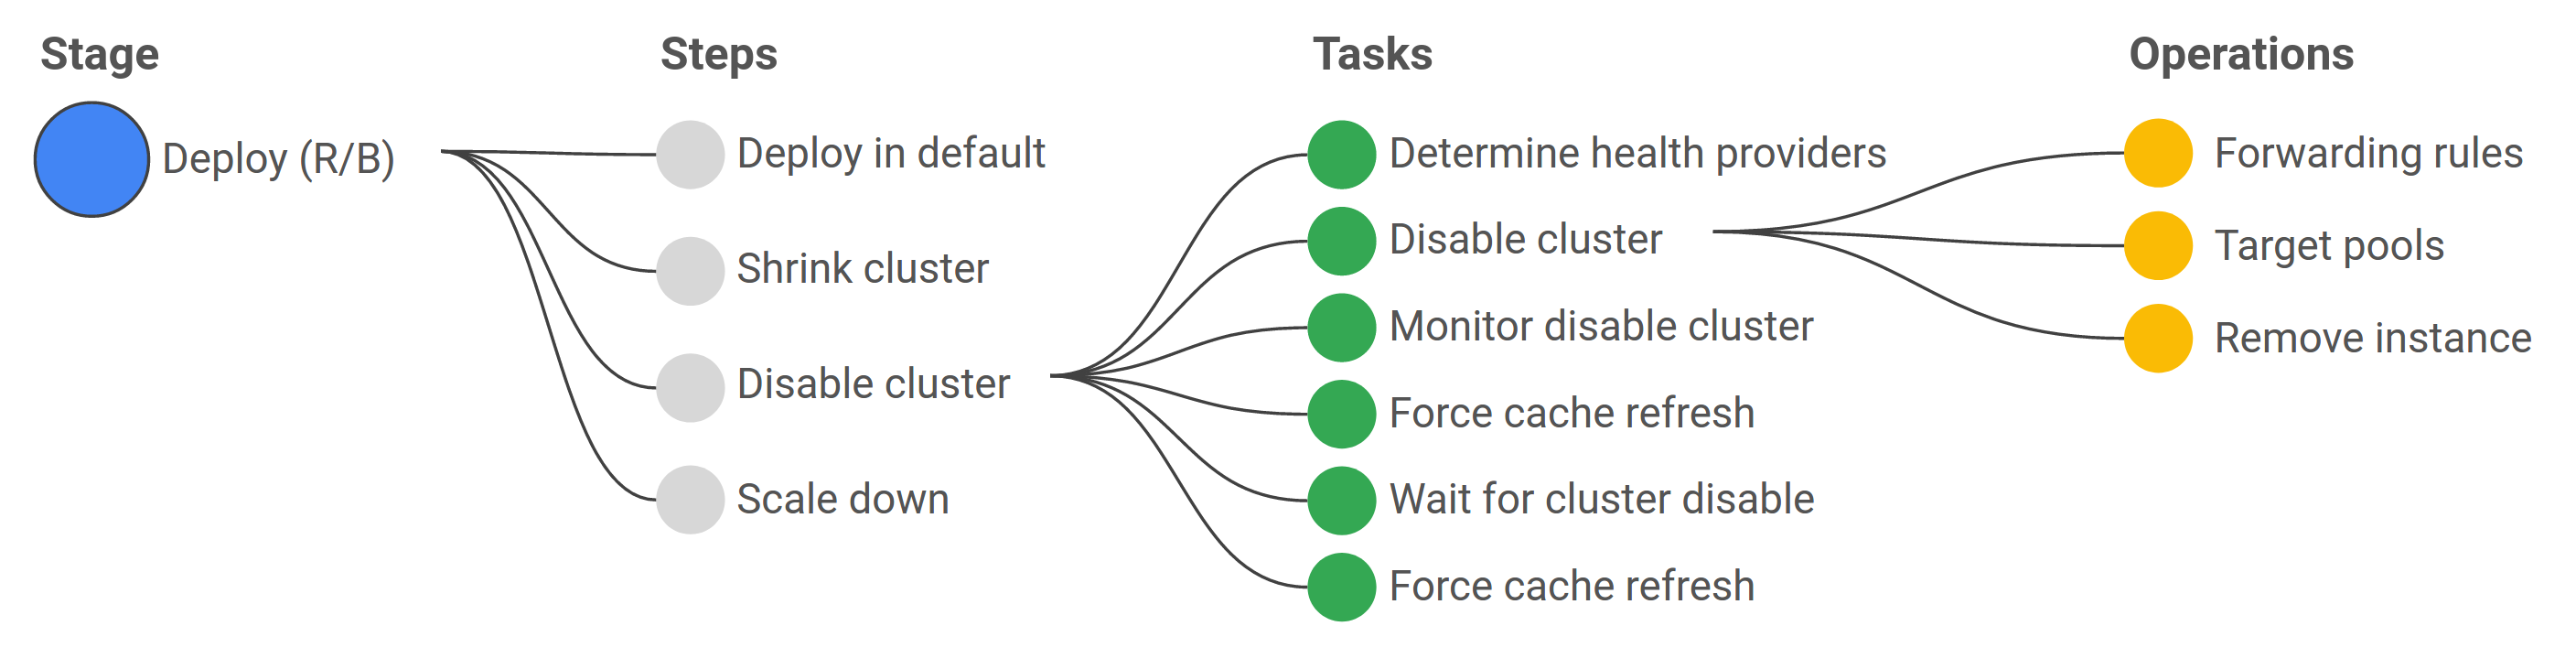 Stage
Deploy (R/B)
Steps
Deploy in default
Shrink cluster
Disable cluster
Scale down
Tasks
Determine health providers
Disable cluster
Monitor disable cluster
Force cache refresh
Wait for cluster disable
Force cache refresh
Operations
Forwarding rules
Target pools
Remove instance